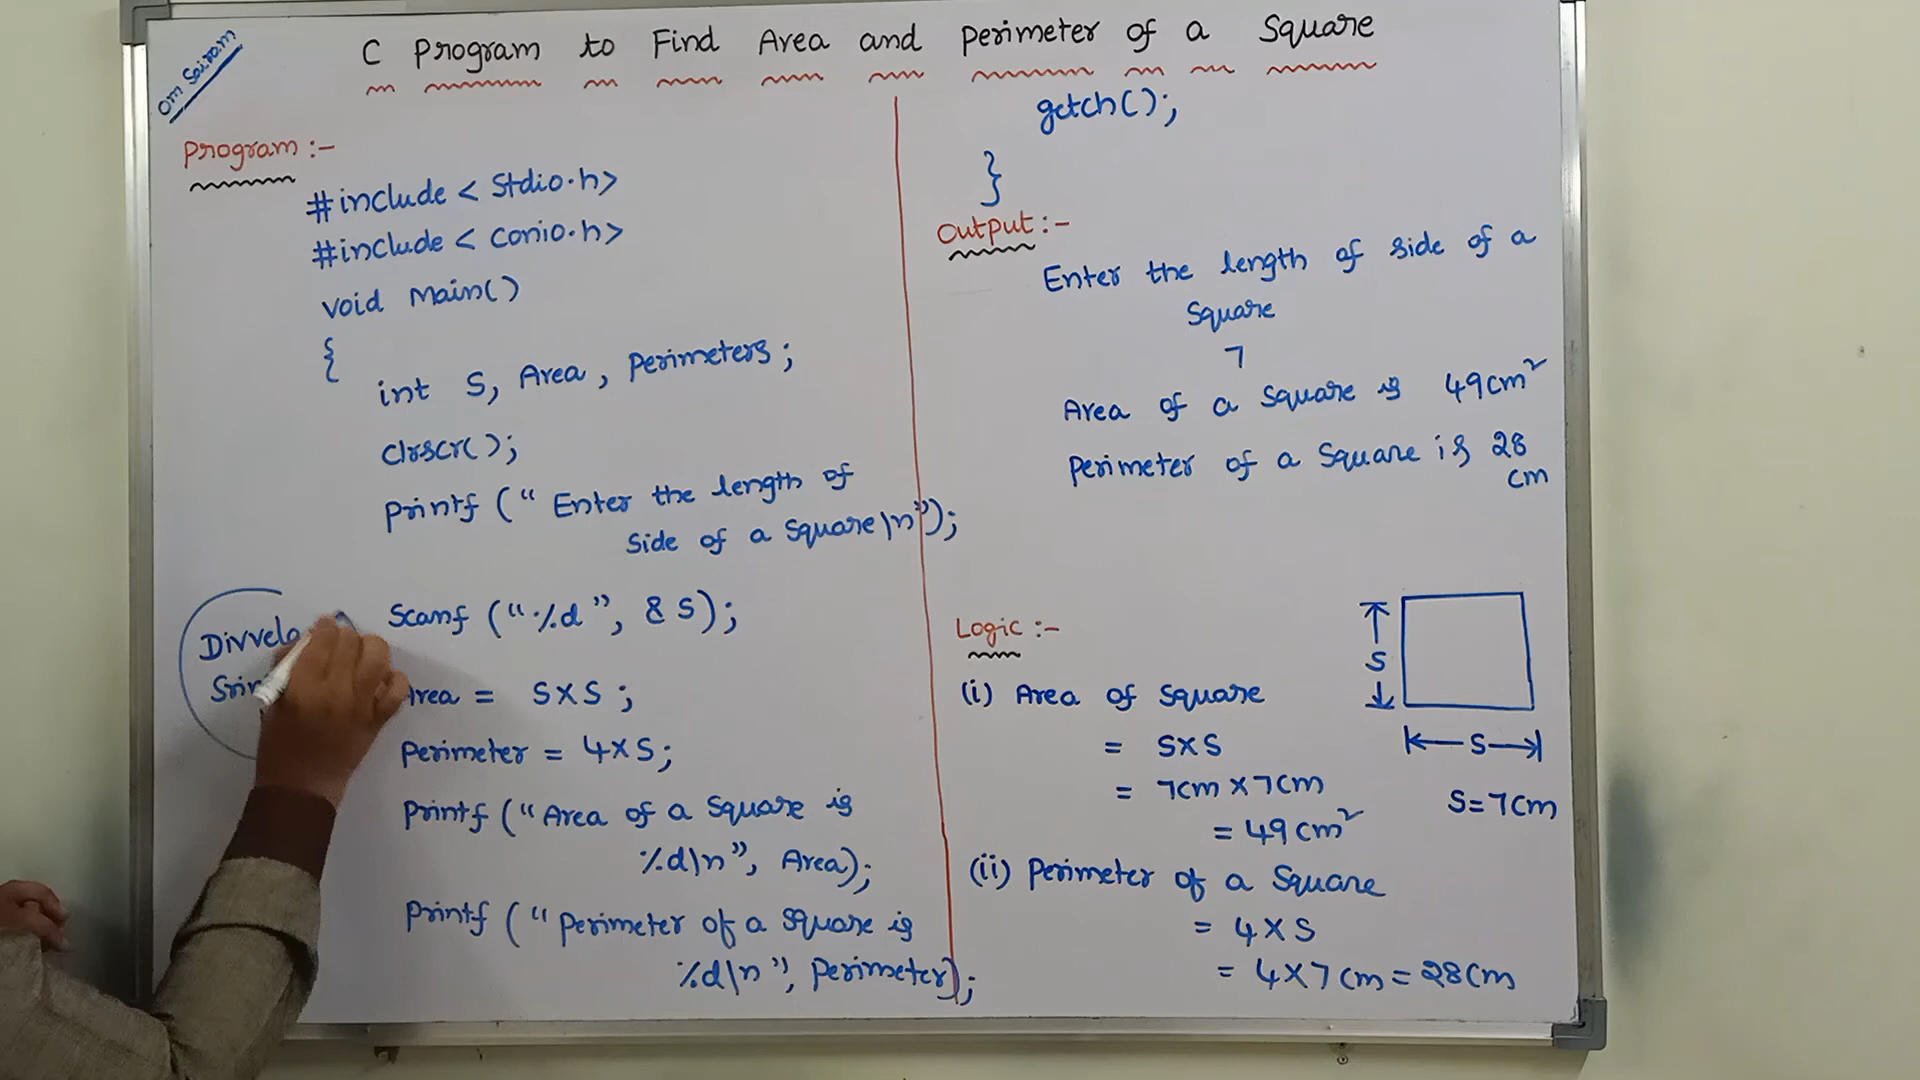 Om Sairam
C Program to Find Area and Perimeter of a Square
Program :-
#include < Stdio.h>
#include < Conio.h>
void Main()
{
int S, Area, Perimeters;
clrscr();
Printf (" Enter the length of
side of a Square\n");
Scanf ("%d", & S);
Area = S×S ;
Perimeter = 4×S;
Printf ("Area of a Square is
%d\n", Area);
Printf ("Perimeter of a Square is
%d\n", Perimeter);
Divvela
getch();
}
Output :-
Enter the length of side of a
Square
7
Area of a Square is 49cm²
Perimeter of a Square is 28
cm
Logic :-
(i) Area of Square
= S×S
= 7cm × 7cm
= 49cm²
(ii) Perimeter of a Square
= 4×S
= 4×7cm = 28cm
S
S
S=7cm